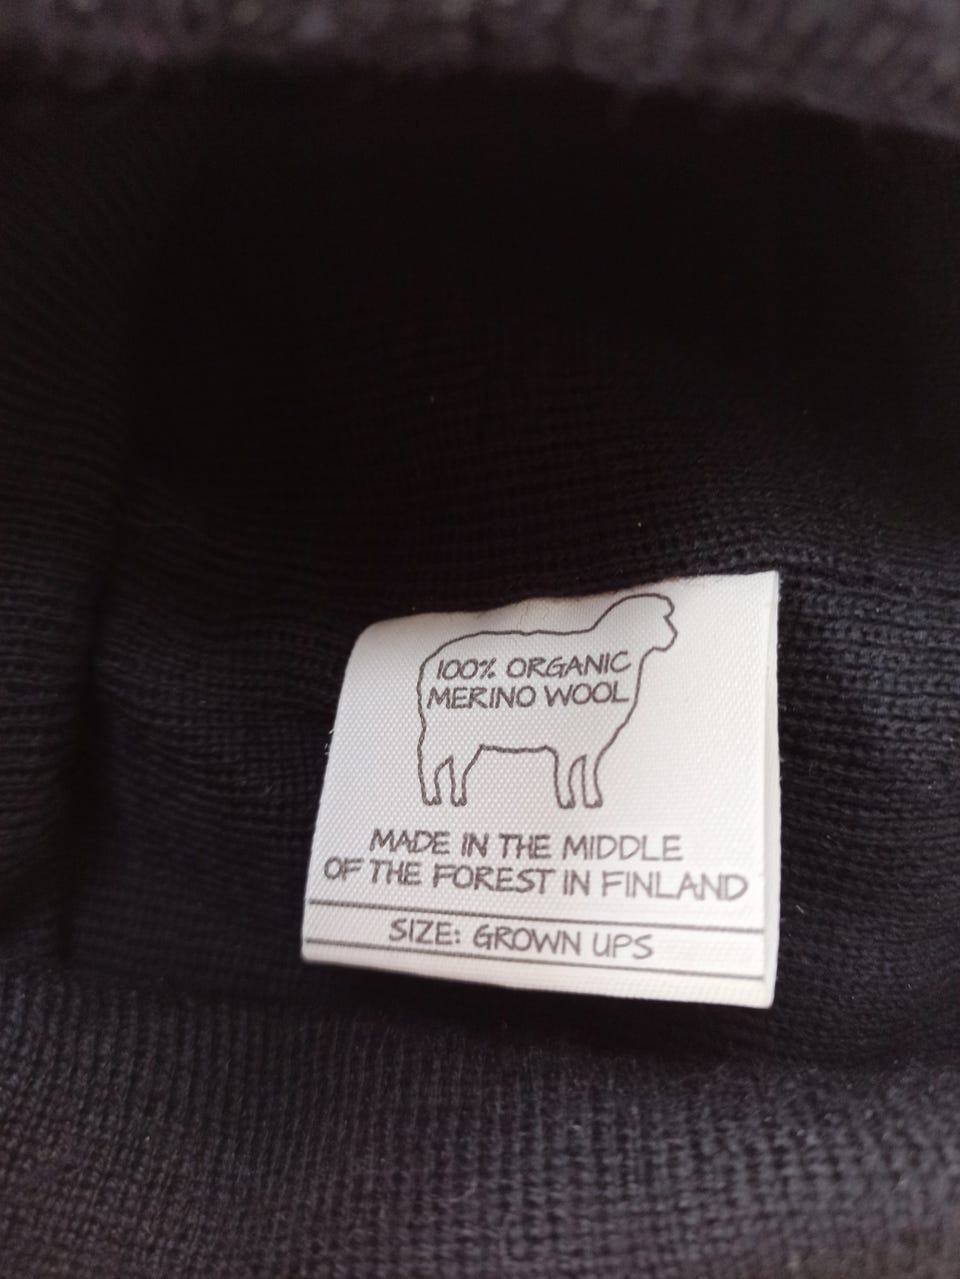 100% ORGANIC
MERINO WOOL
MADE IN THE MIDDLE
OF THE FOREST IN FINLAND
SIZE: GROWN UPS